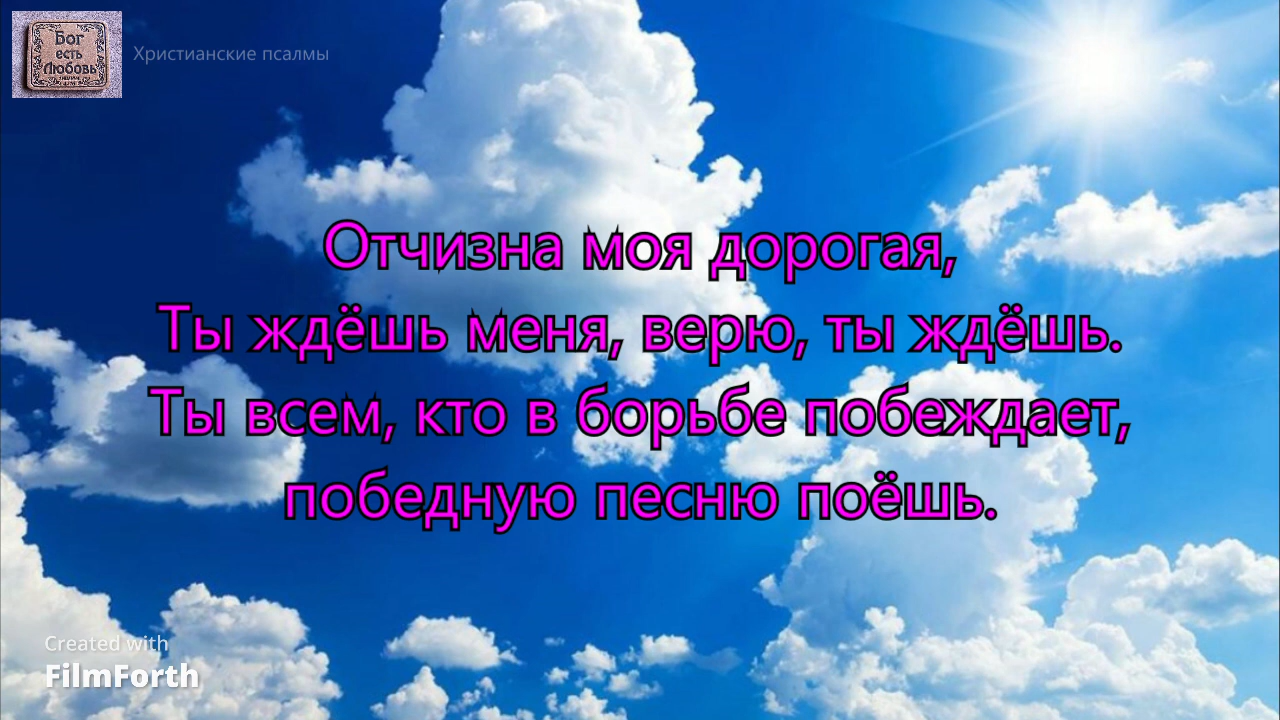 Бог
есть
Любовь
Христианские псалмы
Отчизна моя дорогая,
Ты ждёшь меня, верю, ты ждёшь.
Ты всем, кто в борьбе побеждает,
победную песню поёшь.
Created with
FilmForth